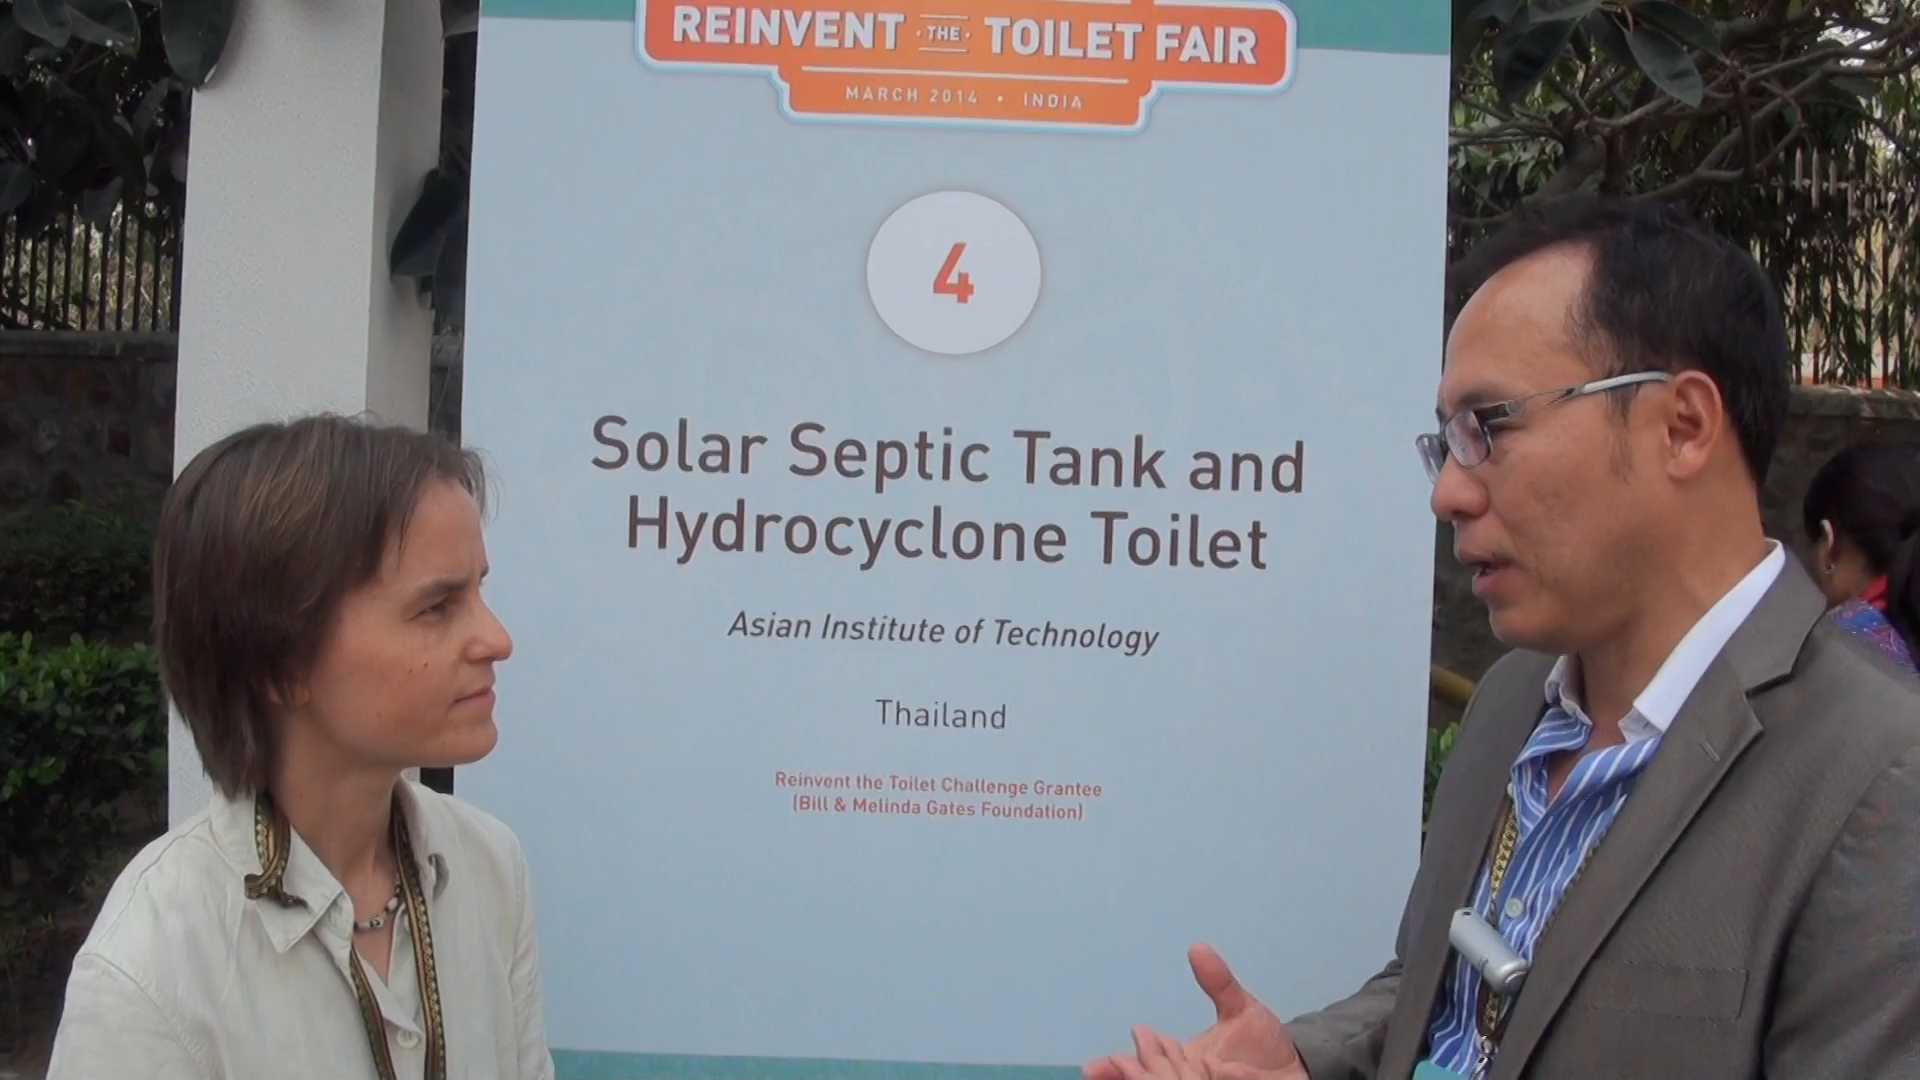 REINVENT THE TOILET FAIR
MARCH 2014 • INDIA
4
Solar Septic Tank and
Hydrocyclone Toilet
Asian Institute of Technology
Thailand
Reinvent the Toilet Challenge Grantee
(Bill & Melinda Gates Foundation)